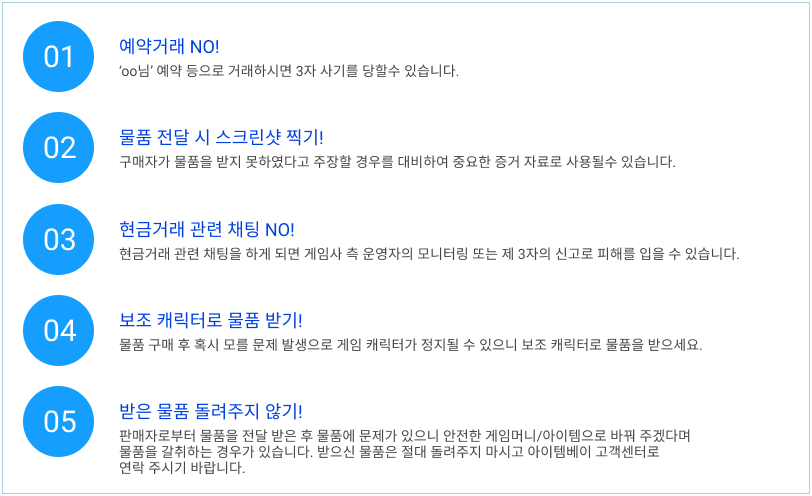 01
예약거래 NO!
‘oo님’ 예약 등으로 거래하시면 3자 사기를 당할수 있습니다.
02
물품 전달 시 스크린샷 찍기!
구매자가 물품을 받지 못하였다고 주장할 경우를 대비하여 중요한 증거 자료로 사용될수 있습니다.
03
현금거래 관련 채팅 NO!
현금거래 관련 채팅을 하게 되면 게임사 측 운영자의 모니터링 또는 제 3자의 신고로 피해를 입을 수 있습니다.
04
보조 캐릭터로 물품 받기!
물품 구매 후 혹시 모를 문제 발생으로 게임 캐릭터가 정지될 수 있으니 보조 캐릭터로 물품을 받으세요.
05
받은 물품 돌려주지 않기!
판매자로부터 물품을 전달 받은 후 물품에 문제가 있으니 안전한 게임머니/아이템으로 바꿔 주겠다며
물품을 갈취하는 경우가 있습니다. 받으신 물품은 절대 돌려주지 마시고 아이템베이 고객센터로
연락 주시기 바랍니다.